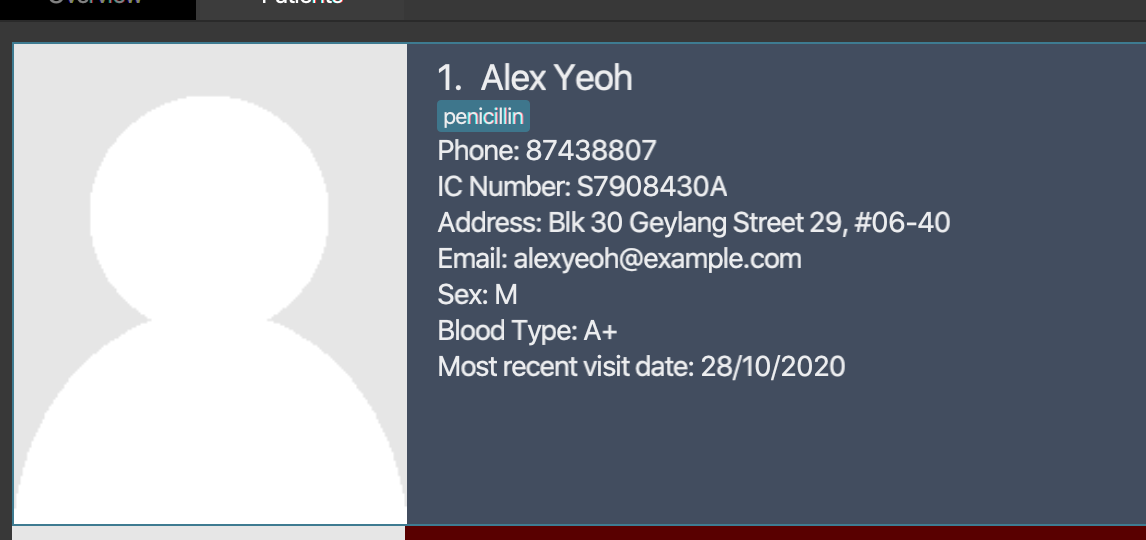 Overview Patients
1. Alex Yeoh
penicillin
Phone: 87438807
IC Number: S7908430A
Address: Blk 30 Geylang Street 29, #06-40
Email: alexyeoh@example.com
Sex: M
Blood Type: A+
Most recent visit date: 28/10/2020